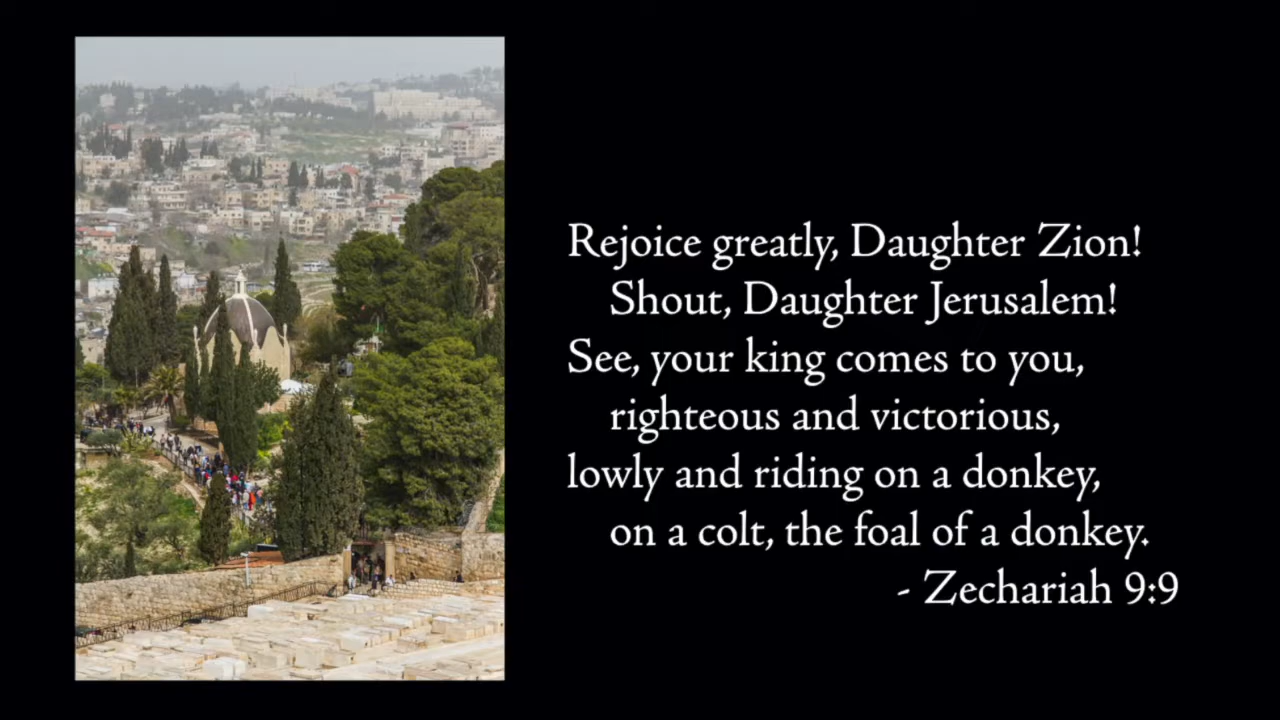 Rejoice greatly, Daughter Zion!
Shout, Daughter Jerusalem!
See, your king comes to you,
righteous and victorious,
lowly and riding on a donkey,
on a colt, the foal of a donkey.
- Zechariah 9:9